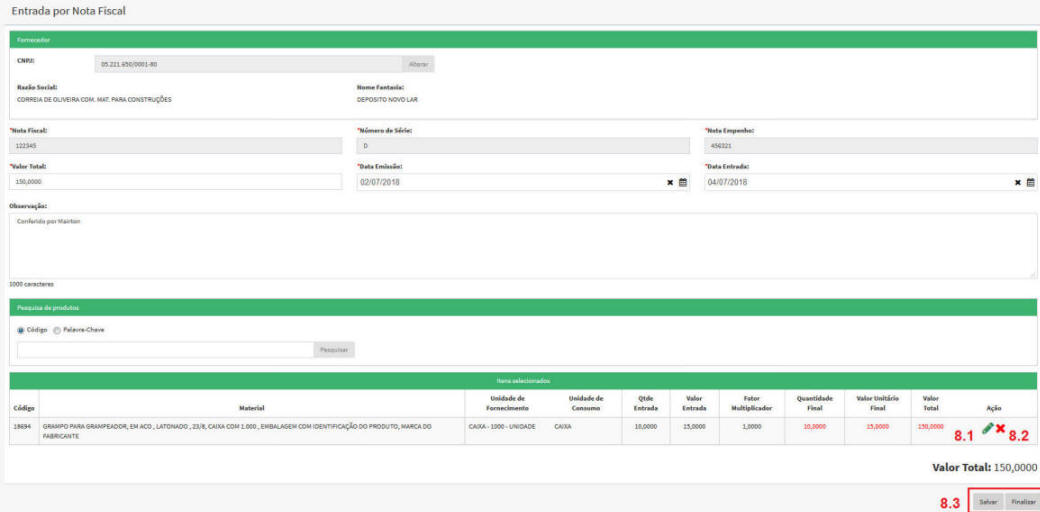 Entrada por Nota Fiscal
Fornecedor
CNPJ: 05.221.650/0001-80 Alterar
Razão Social: Nome Fantasia:
CORREIA DE OLIVEIRA COM. MAT. PARA CONSTRUÇÕES DEPOSITO NOVO LAR
*Nota Fiscal: *Número de Série: *Nota Empenho:
122345 D 456321
*Valor Total: *Data Emissão: *Data Entrada:
150,0000 02/07/2018 04/07/2018
Observação:
Conferido por Mairton
1000 caracteres
Pesquisa de produtos
Código Palavra-Chave
Pesquisar
Itens selecionados
Código Material Unidade de Fornecimento Unidade de Consumo Qtde Entrada Valor Entrada Fator Multiplicador Quantidade Final Valor Unitário Final Valor Total Ação
18694 GRAMPO PARA GRAMPEADOR, EM ACO , LATONADO , 23/8, CAIXA COM 1.000 , EMBALAGEM COM IDENTIFICAÇÃO DO PRODUTO, MARCA DO CAIXA - 1000 - UNIDADE CAIXA 10,0000 15,0000 1,0000 10,0000 15,0000 150,0000 8.1 8.2
FABRICANTE
Valor Total: 150,0000
8.3 Salvar Finalizar